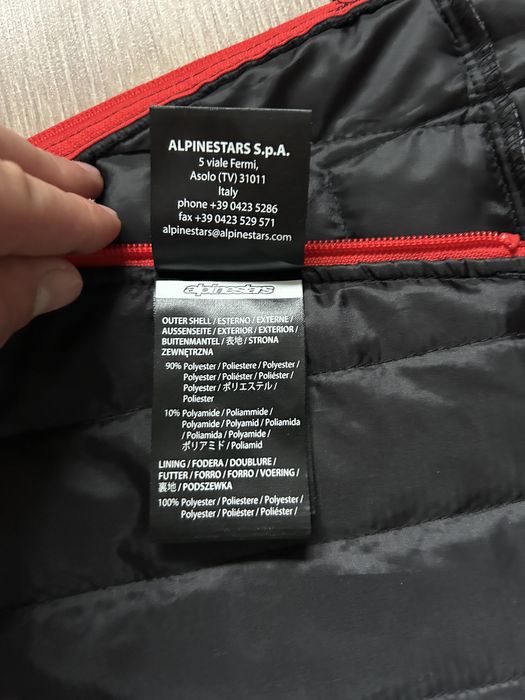 ALPINESTARS S.p.A.
5 viale Fermi,
Asolo (TV) 31011
Italy
phone +39 0423 5286
fax +39 0423 529 571
alpinestars@alpinestars.com
alpinestars
OUTER SHELL / ESTERNO / EXTERNE /
AUSSENSEITE / EXTERIOR / EXTERIOR /
BUITENMANTEL / 表地 / STRONA
ZEWNĘTRZNA
90% Polyester / Poliestere / Polyester /
Polyester / Poliéster / Poliéster /
Polyester / ポリエステル /
Poliester
10% Polyamide / Poliammide /
Polyamide / Polyamid / Poliamida
/ Poliamida / Polyamide /
ポリアミド / Poliamid
LINING / FODERA / DOUBLURE /
FUTTER / FORRO / FORRO / VOERING /
裏地 / PODSZEWKA
100% Polyester / Poliestere / Polyester /
Polyester / Poliéster / Poliéster /